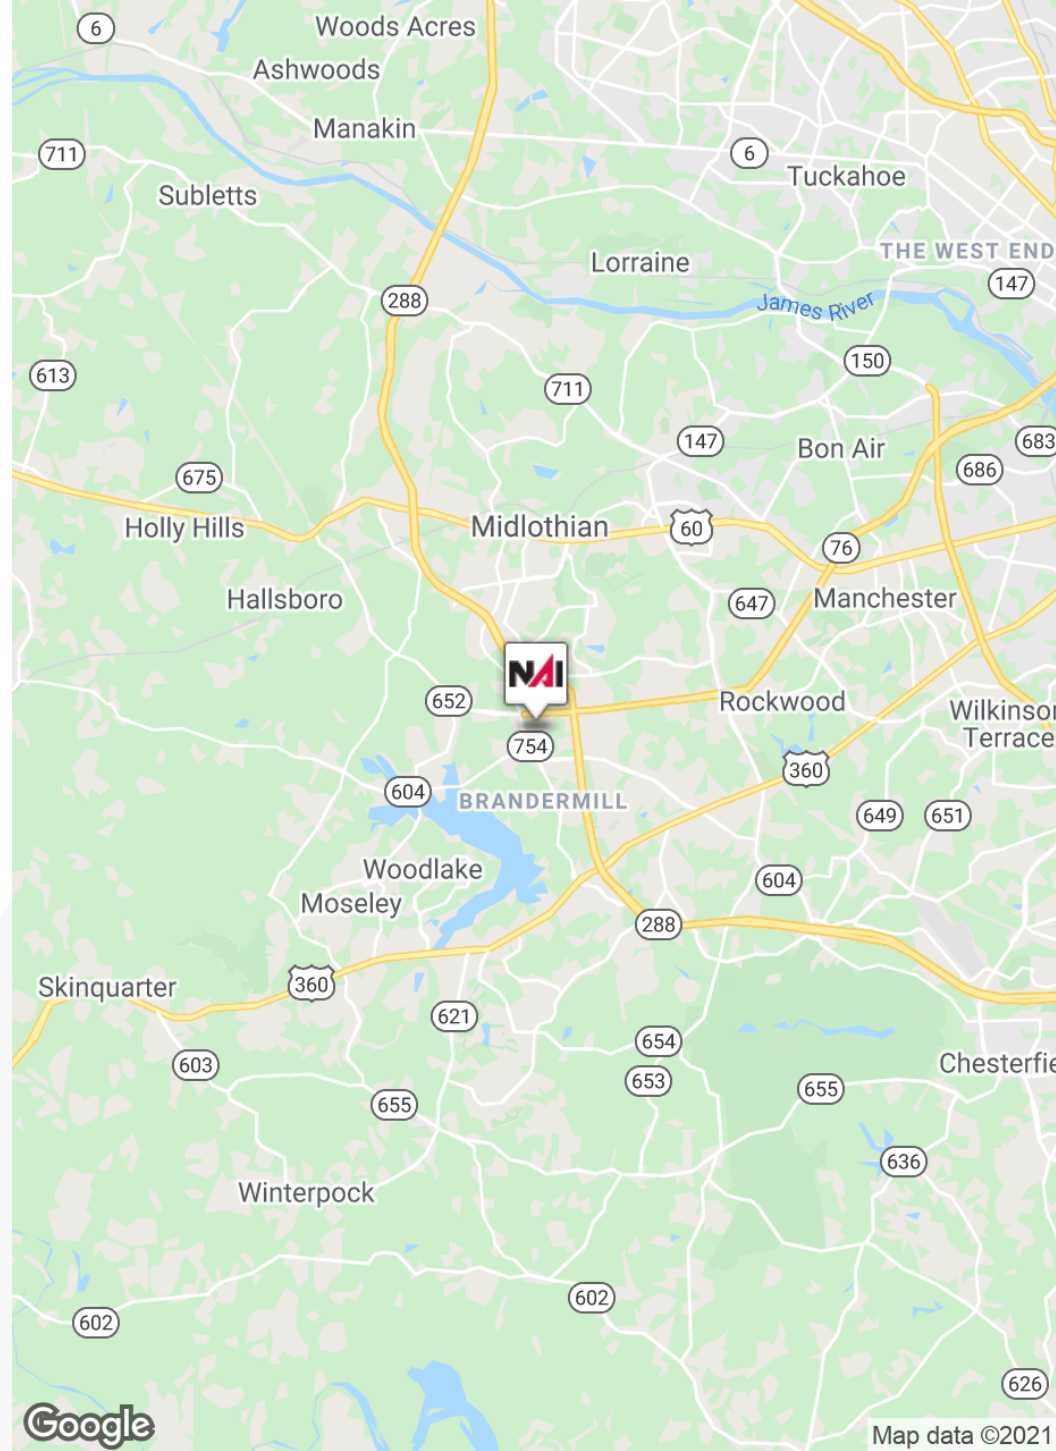 6
Woods Acres
Ashwoods
Manakin
711
6
Tuckahoe
Subletts
THE WEST END
Lorraine
147
288
James River
613
150
711
147
Bon Air
683
675
686
Holly Hills
Midlothian
60
76
Hallsboro
647
Manchester
NAI
652
Rockwood
Wilkinson
Terrace
754
360
604
BRANDERMILL
649
651
Woodlake
604
Moseley
288
Skinquarter
360
621
654
Chesterfie
603
653
655
655
636
Winterpock
602
602
626
Google
Map data ©2021